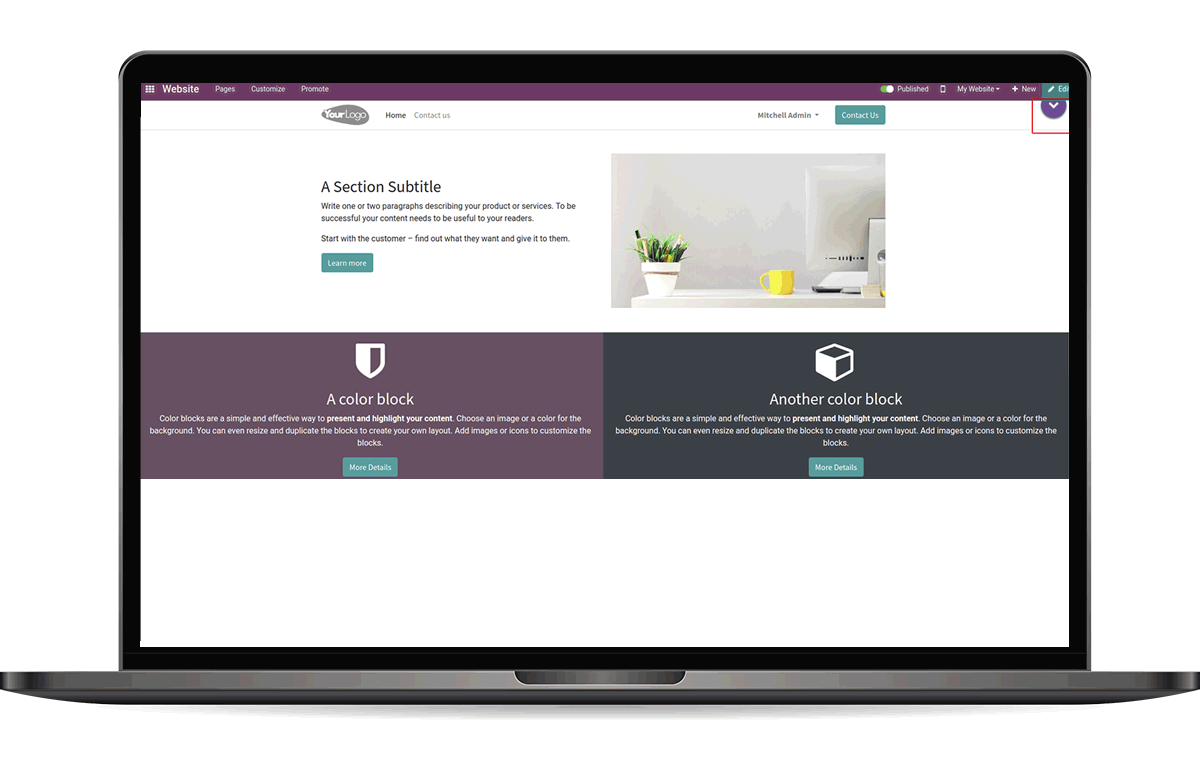 Website Pages Customize Promote Published My Website New Edi
YourLogo Home Contact us Mitchell Admin Contact Us
A Section Subtitle
Write one or two paragraphs describing your product or services. To be
successful your content needs to be useful to your readers.
Start with the customer – find out what they want and give it to them.
Learn more
A color block
Color blocks are a simple and effective way to present and highlight your content. Choose an image or a color for the
background. You can even resize and duplicate the blocks to create your own layout. Add images or icons to customize the
blocks.
More Details
Another color block
Color blocks are a simple and effective way to present and highlight your content. Choose an image or a color for the
background. You can even resize and duplicate the blocks to create your own layout. Add images or icons to customize the
blocks.
More Details